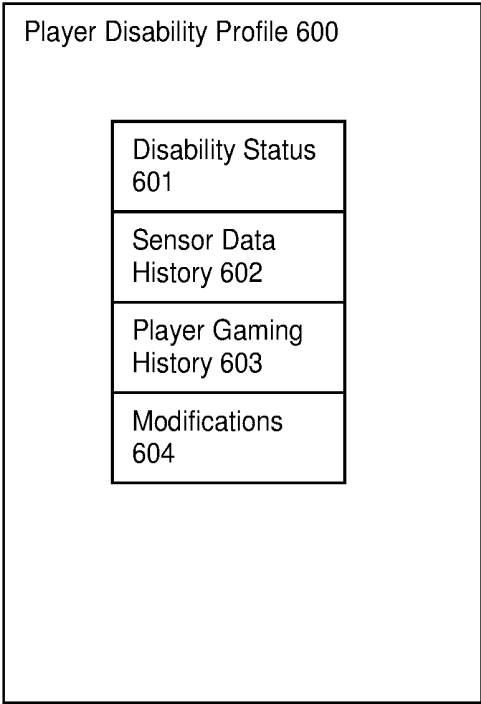 Player Disability Profile 600
Disability Status
601
Sensor Data
History 602
Player Gaming
History 603
Modifications
604